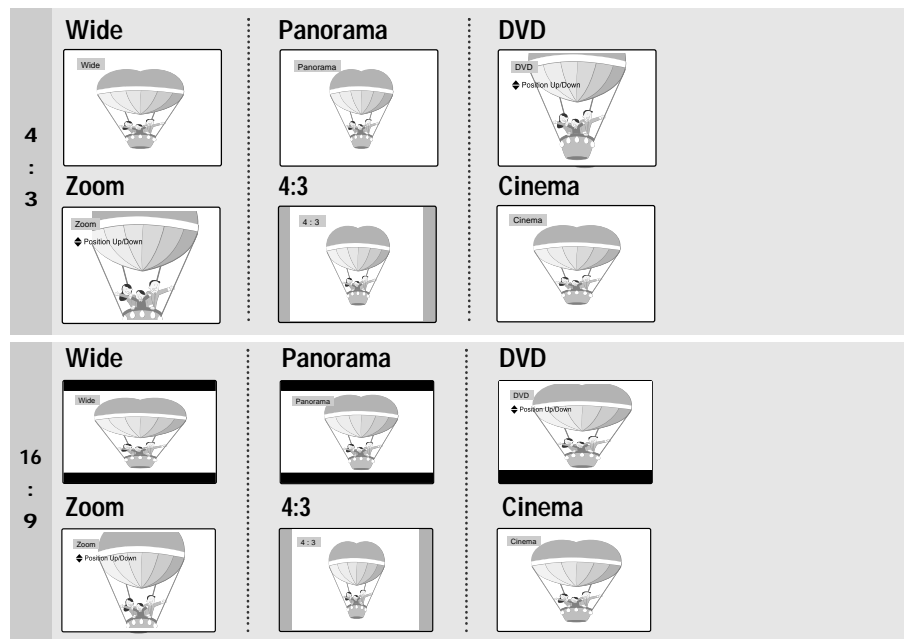 4
:
3
Wide
Wide
Panorama
Panorama
DVD
DVD
Position Up/Down
Zoom
Zoom
Position Up/Down
4:3
4 : 3
Cinema
Cinema
16
:
9
Wide
Wide
Panorama
Panorama
DVD
DVD
Position Up/Down
Zoom
Zoom
Position Up/Down
4:3
4 : 3
Cinema
Cinema